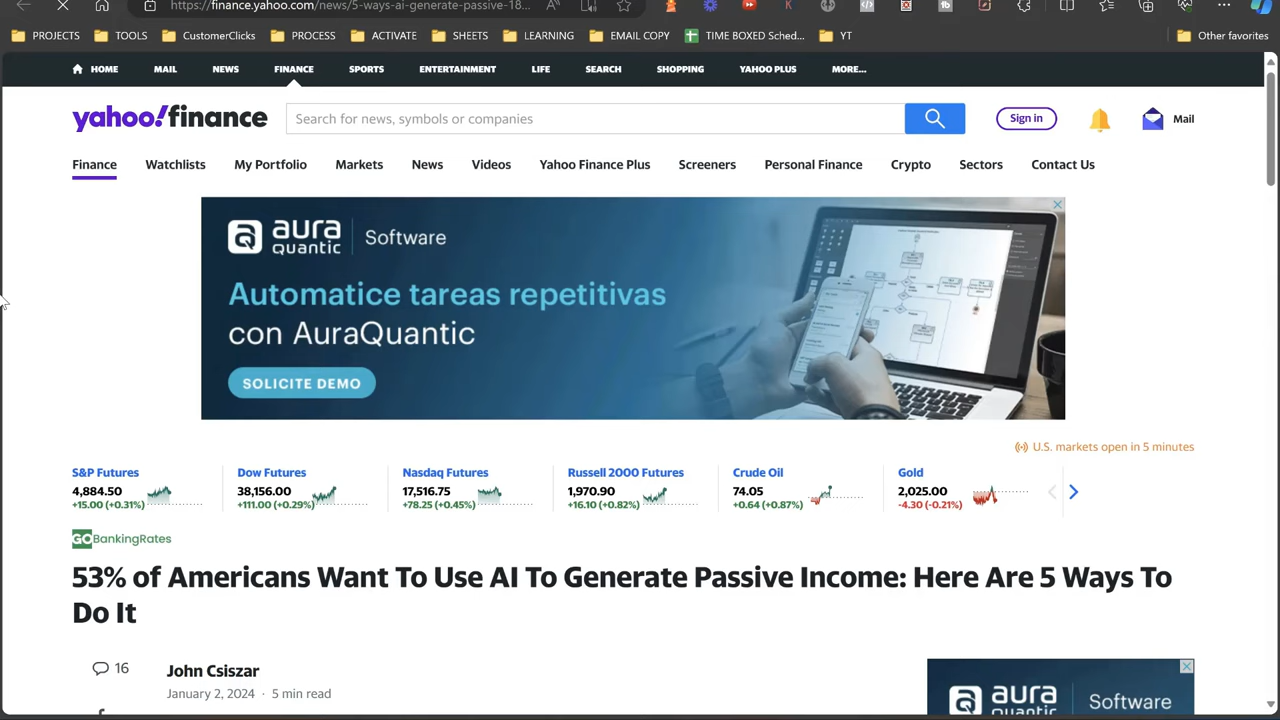 https://finance.yahoo.com/news/5-ways-ai-generate-passive-18...
PROJECTS TOOLS CustomerClicks PROCESS ACTIVATE SHEETS LEARNING EMAIL COPY TIME BOXED Sched... YT Other favorites
HOME MAIL NEWS FINANCE SPORTS ENTERTAINMENT LIFE SEARCH SHOPPING YAHOO PLUS MORE...
yahoo!finance Search for news, symbols or companies Sign in Mail
Finance Watchlists My Portfolio Markets News Videos Yahoo Finance Plus Screeners Personal Finance Crypto Sectors Contact Us
aura quantic Software
Automatice tareas repetitivas
con AuraQuantic
SOLICITE DEMO
U.S. markets open in 5 minutes
S&P Futures Dow Futures Nasdaq Futures Russell 2000 Futures Crude Oil Gold
4,884.50 38,156.00 17,516.75 1,970.90 74.05 2,025.00
+15.00 (+0.31%) +111.00 (+0.29%) +78.25 (+0.45%) +16.10 (+0.82%) +0.64 (+0.87%) -4.30 (-0.21%)
GOBankingRates
53% of Americans Want To Use AI To Generate Passive Income: Here Are 5 Ways To
Do It
16 John Csiszar
January 2, 2024 · 5 min read
aura quantic Software